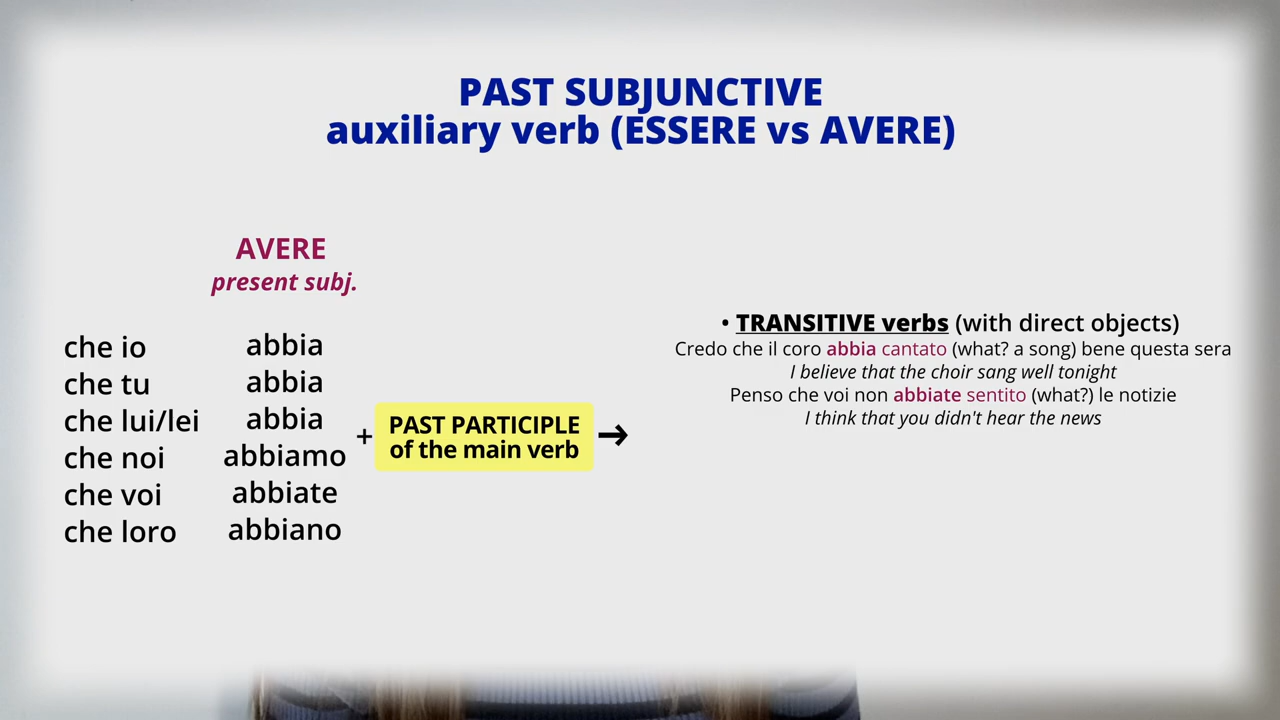 PAST SUBJUNCTIVE
auxiliary verb (ESSERE vs AVERE)
AVERE
present subj.
che io abbia
che tu abbia
che lui/lei abbia
che noi abbiamo
che voi abbiate
che loro abbiano
+
PAST PARTICIPLE
of the main verb
→
• TRANSITIVE verbs (with direct objects)
Credo che il coro abbia cantato (what? a song) bene questa sera
I believe that the choir sang well tonight
Penso che voi non abbiate sentito (what?) le notizie
I think that you didn't hear the news